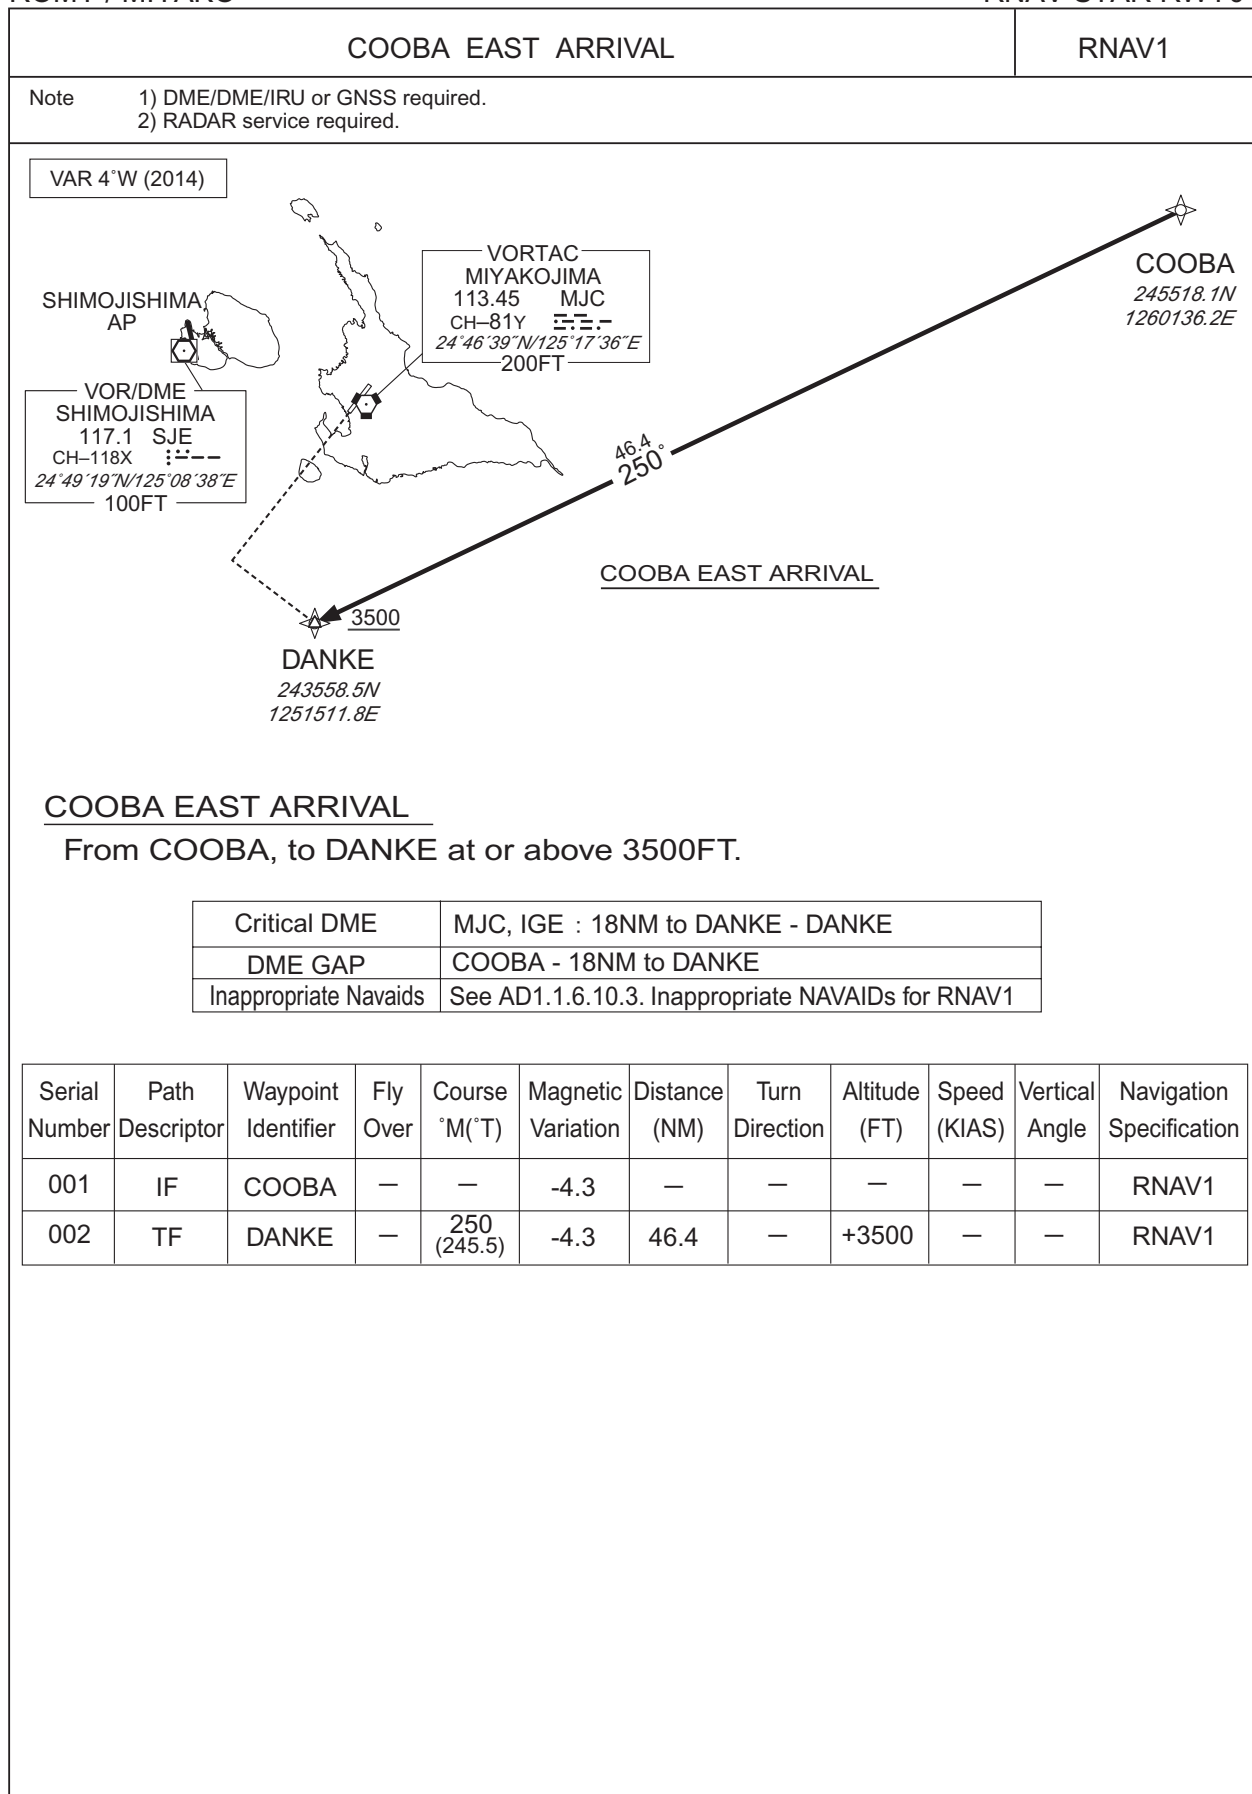 COOBA EAST ARRIVAL
RNAV1
Note 1) DME/DME/IRU or GNSS required.
2) RADAR service required.
VAR 4°W (2014)
VORTAC
MIYAKOJIMA
113.45 MJC
CH–81Y
24°46´39˝N/125°17´36˝E
200FT
COOBA
245518.1N
1260136.2E
SHIMOJISHIMA
AP
VOR/DME
SHIMOJISHIMA
117.1 SJE
CH–118X
24°49´19˝N/125°08´38˝E
100FT
46.4
250°
COOBA EAST ARRIVAL
3500
DANKE
243558.5N
1251511.8E
COOBA EAST ARRIVAL
From COOBA, to DANKE at or above 3500FT.
Critical DME MJC, IGE : 18NM to DANKE - DANKE
DME GAP COOBA - 18NM to DANKE
Inappropriate Navaids See AD1.1.6.10.3. Inappropriate NAVAIDs for RNAV1
Serial Path Waypoint Fly Course Magnetic Distance Turn Altitude Speed Vertical Navigation
Number Descriptor Identifier Over °M(°T) Variation (NM) Direction (FT) (KIAS) Angle Specification
001 IF COOBA – – -4.3 – – – – – RNAV1
002 TF DANKE – 250 (245.5) -4.3 46.4 – +3500 – – RNAV1